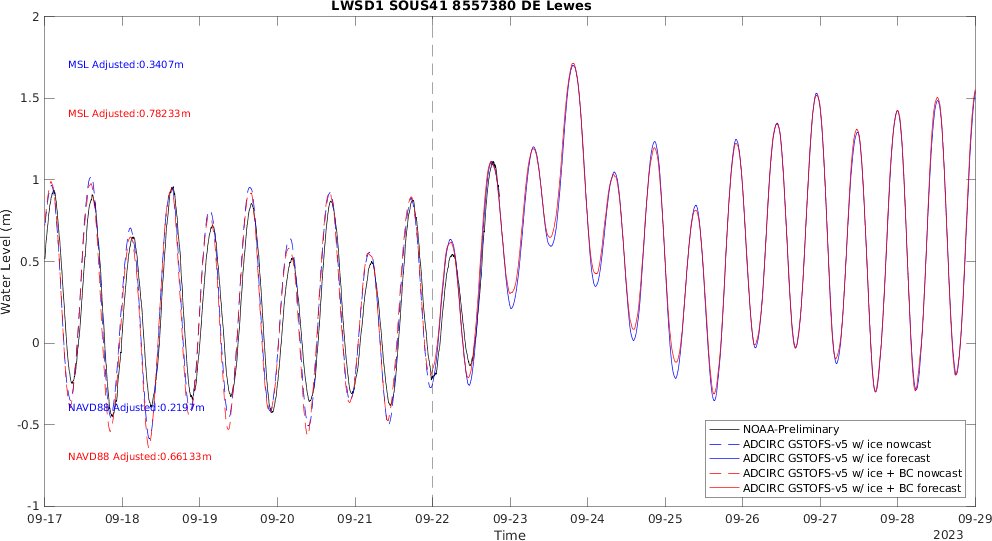 LWSD1 SOUS41 8557380 DE Lewes
2
1.5
1
0.5
0
-0.5
-1
Water Level (m)
MSL Adjusted:0.3407m
MSL Adjusted:0.78233m
NAVD88 Adjusted:0.2197m
NAVD88 Adjusted:0.66133m
NOAA-Preliminary
ADCIRC GSTOFS-v5 w/ ice nowcast
ADCIRC GSTOFS-v5 w/ ice forecast
ADCIRC GSTOFS-v5 w/ ice + BC nowcast
ADCIRC GSTOFS-v5 w/ ice + BC forecast
09-17 09-18 09-19 09-20 09-21 09-22 09-23 09-24 09-25 09-26 09-27 09-28 09-29
Time
2023